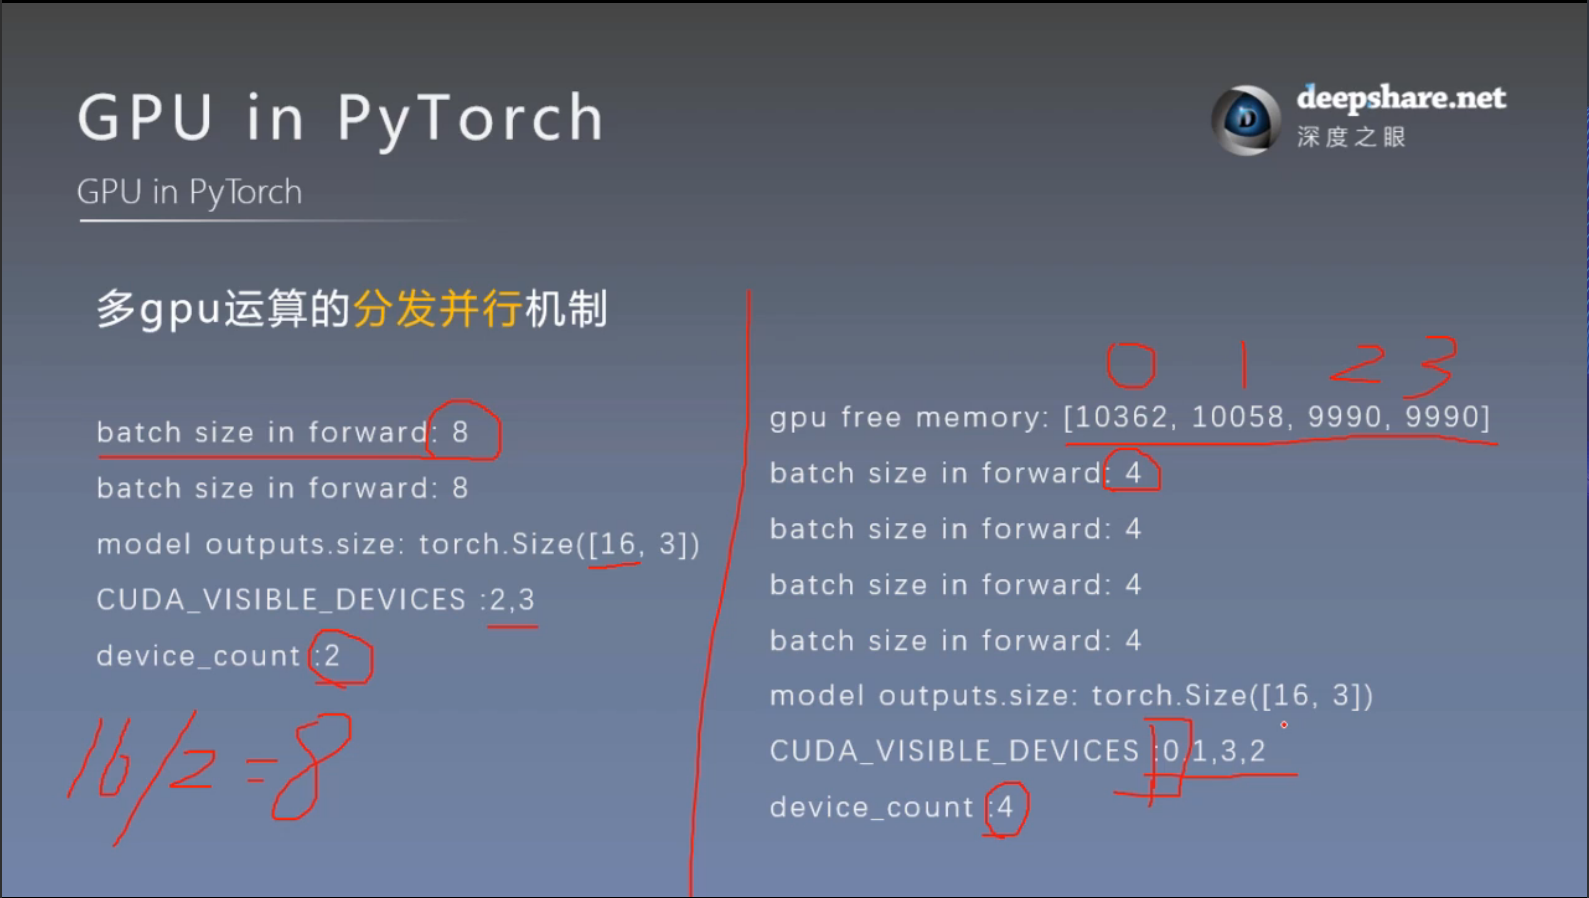 GPU in PyTorch
deepshare.net
深度之眼
GPU in PyTorch
多gpu运算的分发并行机制
batch size in forward: 8
batch size in forward: 8
model outputs.size: torch.Size([16, 3])
CUDA_VISIBLE_DEVICES :2,3
device_count :2
16/2=8
0 1 2 3
gpu free memory: [10362, 10058, 9990, 9990]
batch size in forward: 4
batch size in forward: 4
batch size in forward: 4
batch size in forward: 4
model outputs.size: torch.Size([16, 3])
CUDA_VISIBLE_DEVICES :0,1,3,2
device_count :4